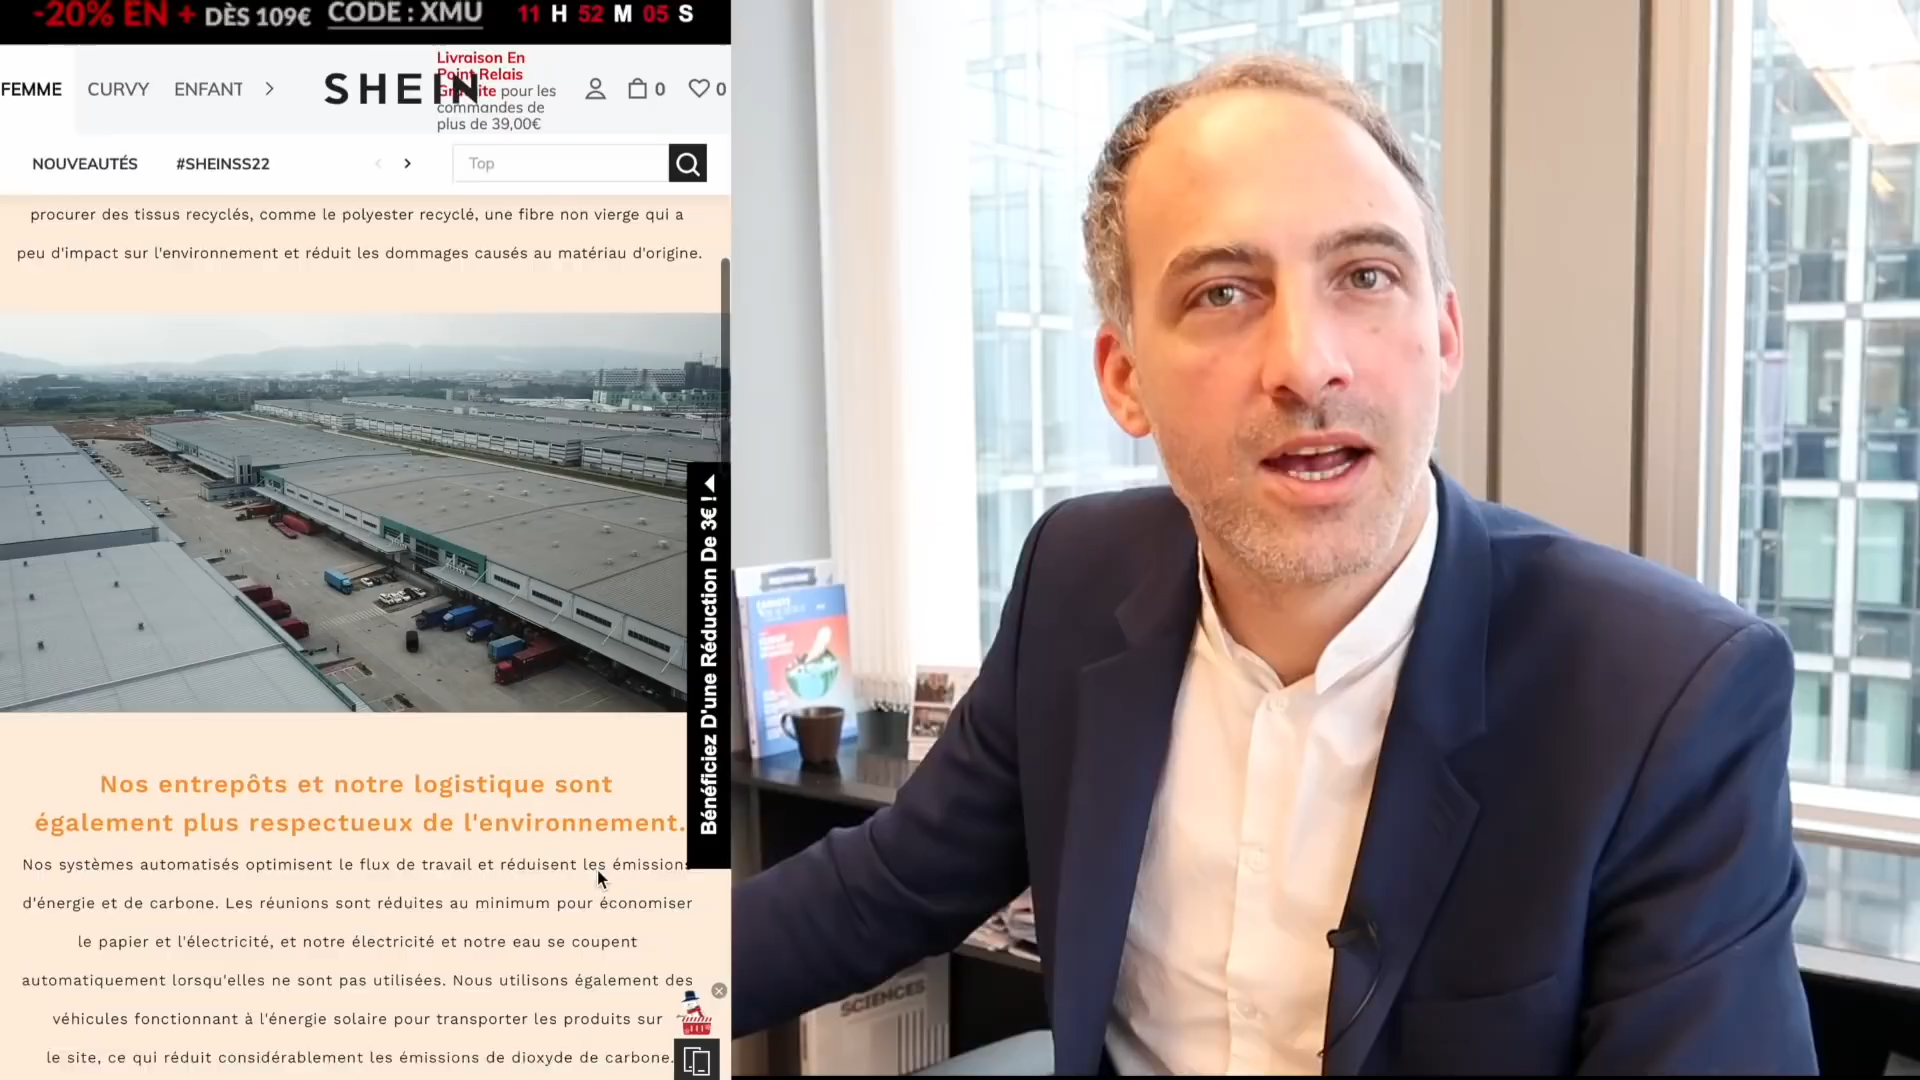 -20% EN + DÈS 109€ CODE : XMU 11 H 52 M 05 S
FEMME CURVY ENFANT SHEIN
Livraison En
Point Relais
Gratuite pour les
commandes de
plus de 39,00€
0 0
NOUVEAUTÉS #SHEINSS22 Top
procurer des tissus recyclés, comme le polyester recyclé, une fibre non vierge qui a
peu d'impact sur l'environnement et réduit les dommages causés au matériau d'origine.
Bénéficiez D'une Réduction De 3€ !
Nos entrepôts et notre logistique sont
également plus respectueux de l'environnement.
Nos systèmes automatisés optimisent le flux de travail et réduisent les émissions
d'énergie et de carbone. Les réunions sont réduites au minimum pour économiser
le papier et l'électricité, et notre électricité et notre eau se coupent
automatiquement lorsqu'elles ne sont pas utilisées. Nous utilisons également des
véhicules fonctionnant à l'énergie solaire pour transporter les produits sur
le site, ce qui réduit considérablement les émissions de dioxyde de carbone.
SCIENCES